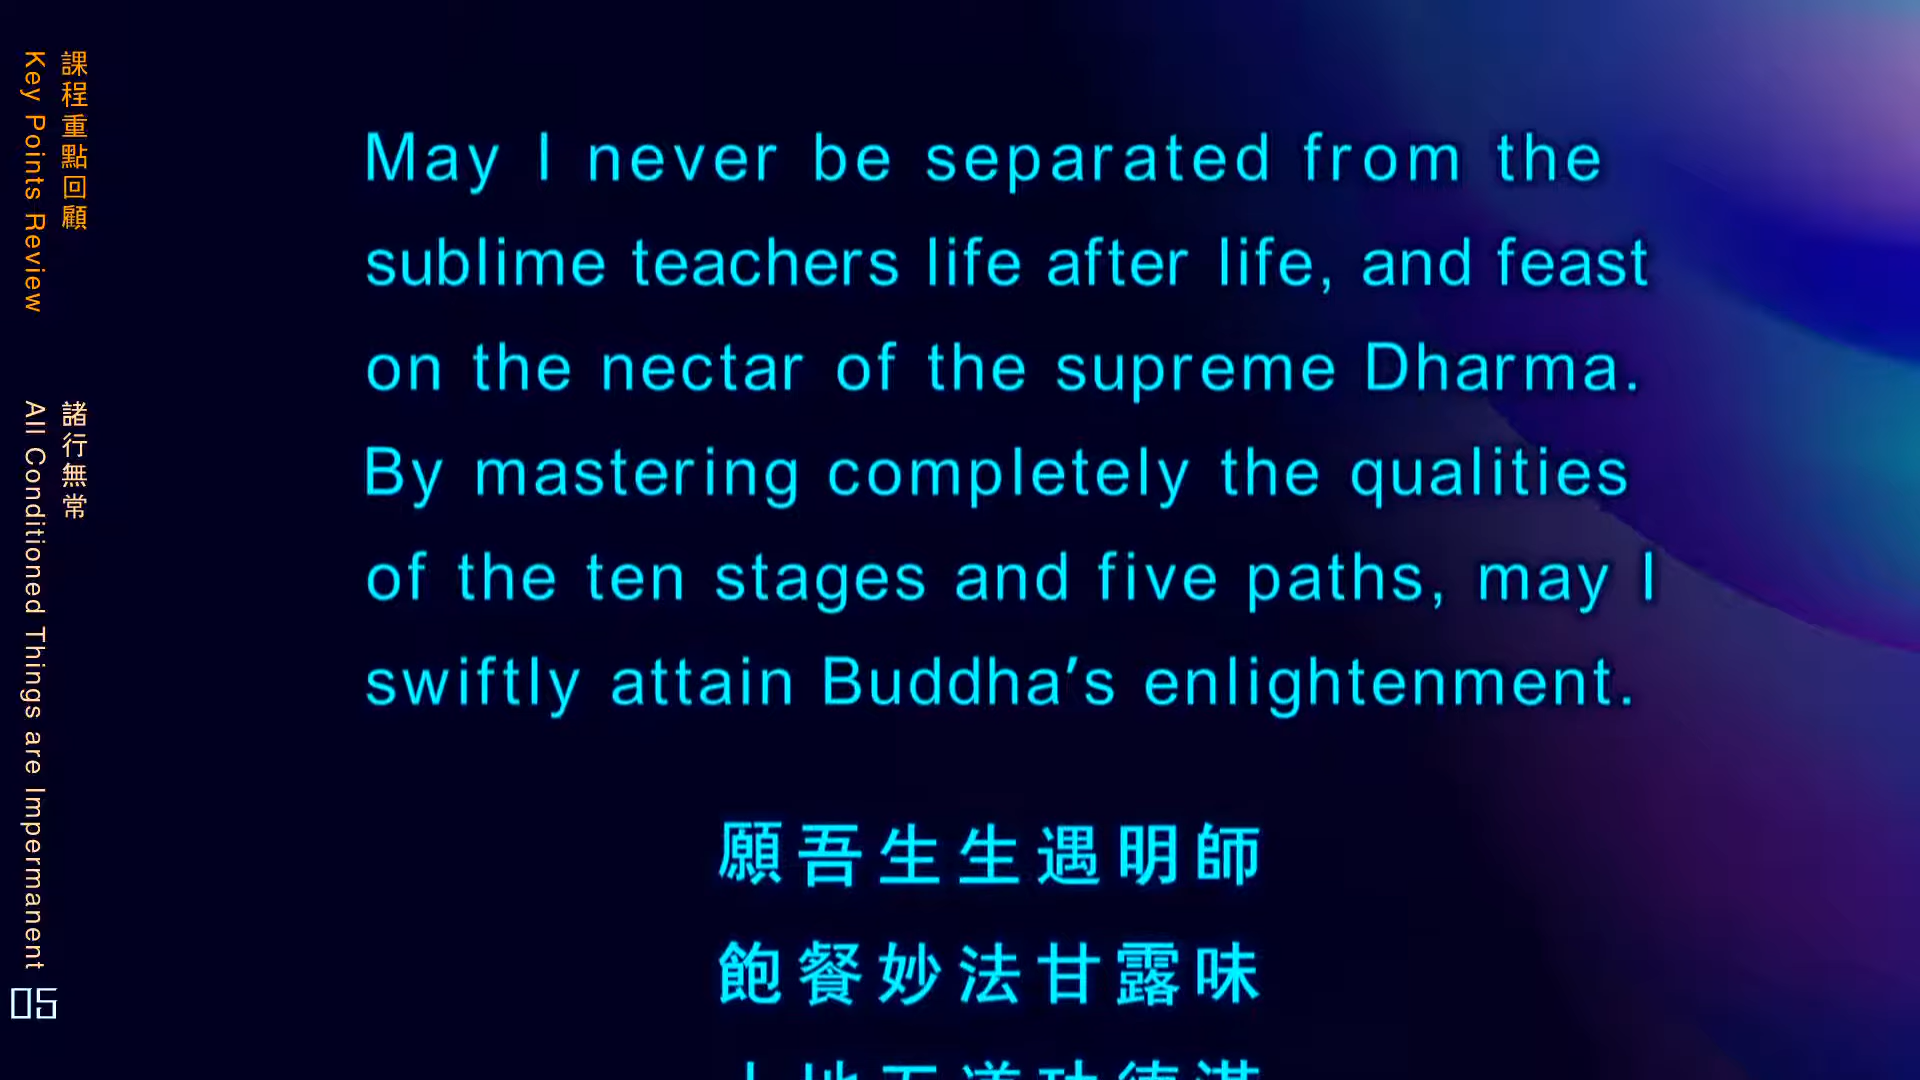 課程重點回顧
Key Points Review
諸行無常
All Conditioned Things are Impermanent
05
May I never be separated from the
sublime teachers life after life, and feast
on the nectar of the supreme Dharma.
By mastering completely the qualities
of the ten stages and five paths, may I
swiftly attain Buddha’s enlightenment.
願吾生生遇明師
飽餐妙法甘露味